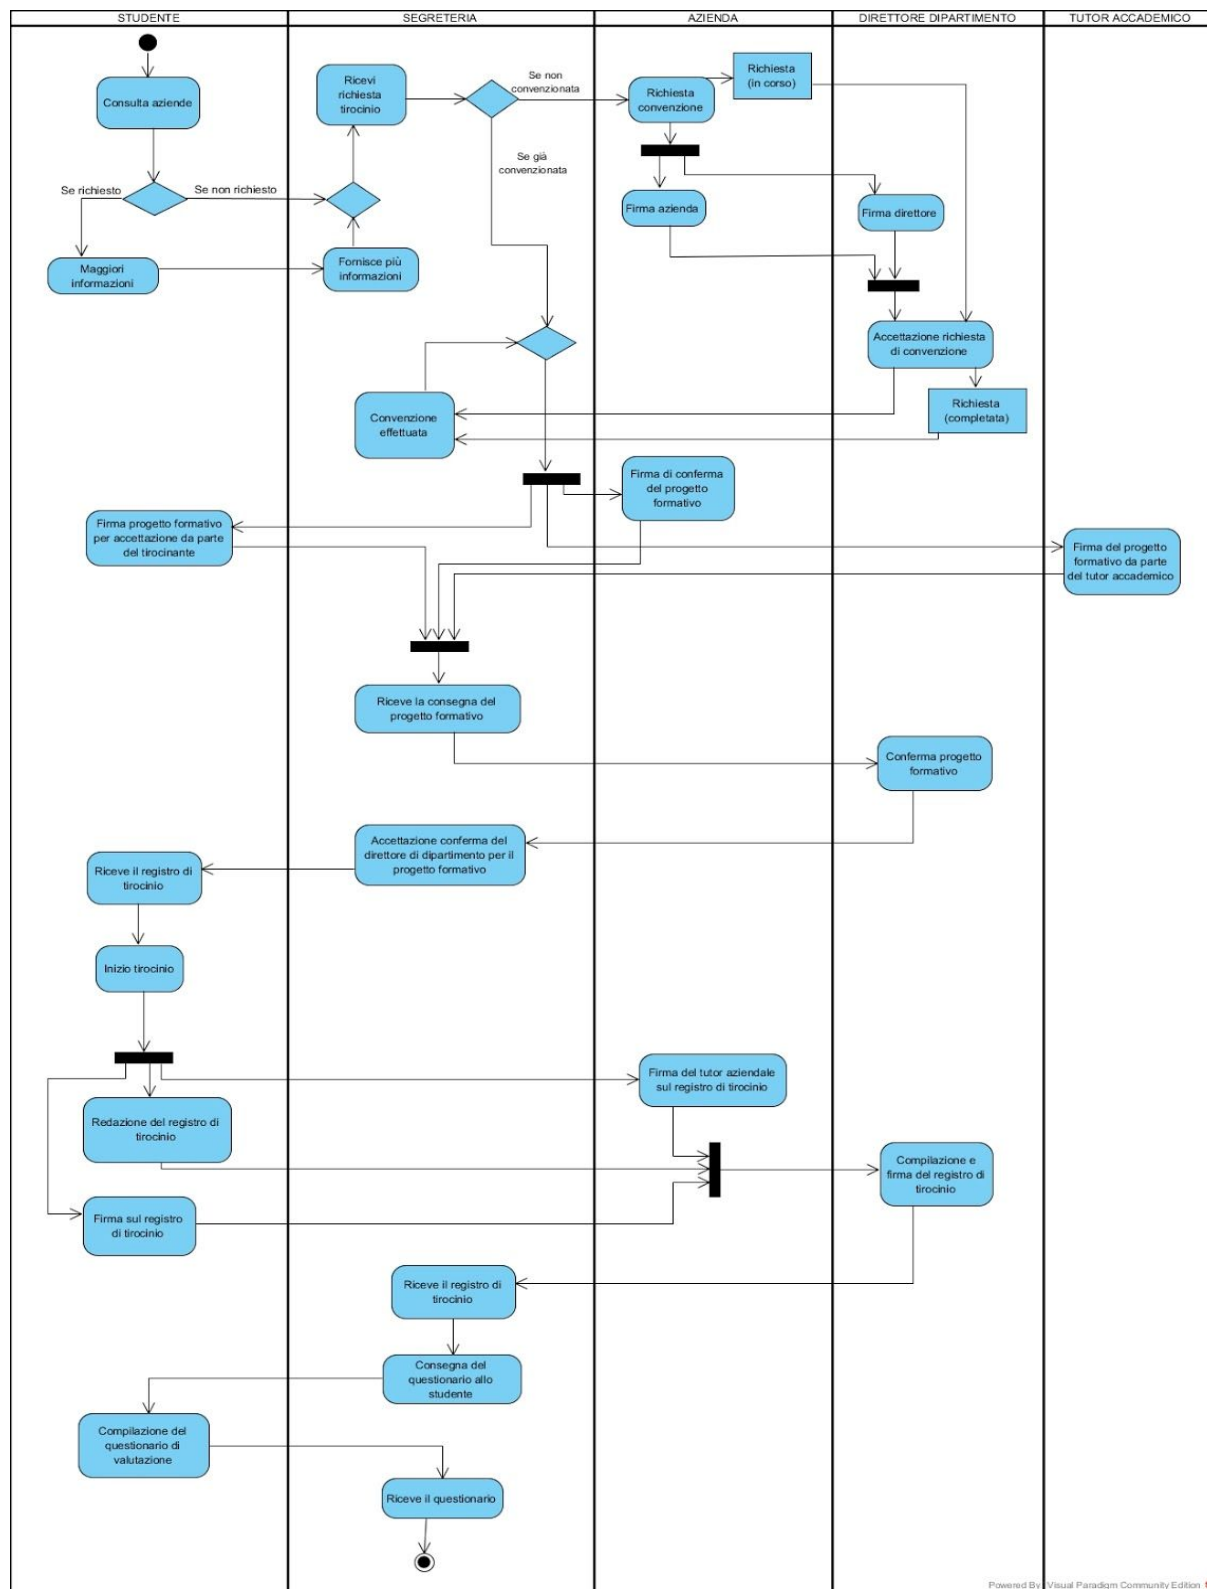 STUDENTE
SEGRETERIA
AZIENDA
DIRETTORE DIPARTIMENTO
TUTOR ACCADEMICO
Consulta aziende
Ricevi
richiesta
tirocinio
Se non
convenzionata
Richiesta
convenzione
Richiesta
(in corso)
Se già
convenzionata
Se richiesto
Se non richiesto
Firma azienda
Firma direttore
Maggiori
informazioni
Fornisce più
informazioni
Accettazione richiesta
di convenzione
Convenzione
effettuata
Richiesta
(completata)
Firma di conferma
del progetto
formativo
Firma progetto formativo
per accettazione da parte
del tirocinante
Firma del progetto
formativo da parte
del tutor accademico
Riceve la consegna del
progetto formativo
Conferma progetto
formativo
Accettazione conferma del
direttore di dipartimento per il
progetto formativo
Riceve il registro di
tirocinio
Inizio tirocinio
Firma del tutor aziendale
sul registro di tirocinio
Redazione del registro di
tirocinio
Compilazione e
firma del registro di
tirocinio
Firma sul registro
di tirocinio
Riceve il registro di
tirocinio
Consegna del
questionario allo
studente
Compilazione del
questionario di
valutazione
Riceve il questionario
Powered By Visual Paradigm Community Edition